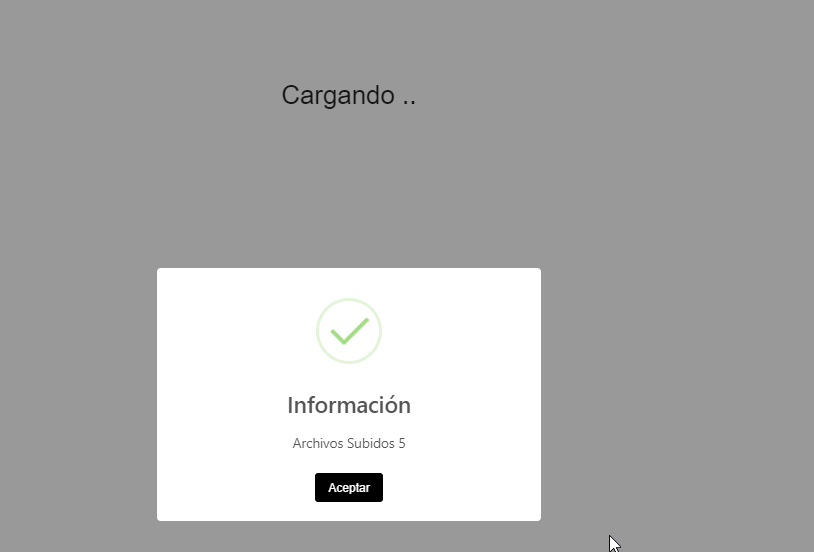 Cargando ..
Información
Archivos Subidos 5
Aceptar